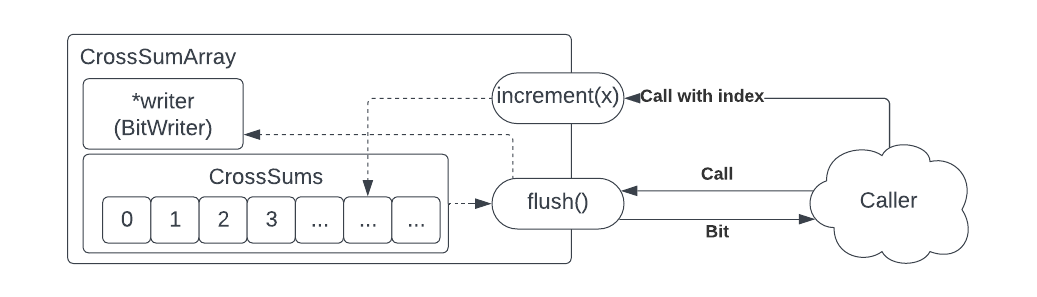 CrossSumArray
*writer
(BitWriter)
increment(x)
Call with index
CrossSums
0 1 2 3 ... ... ...
flush()
Call
Bit
Caller